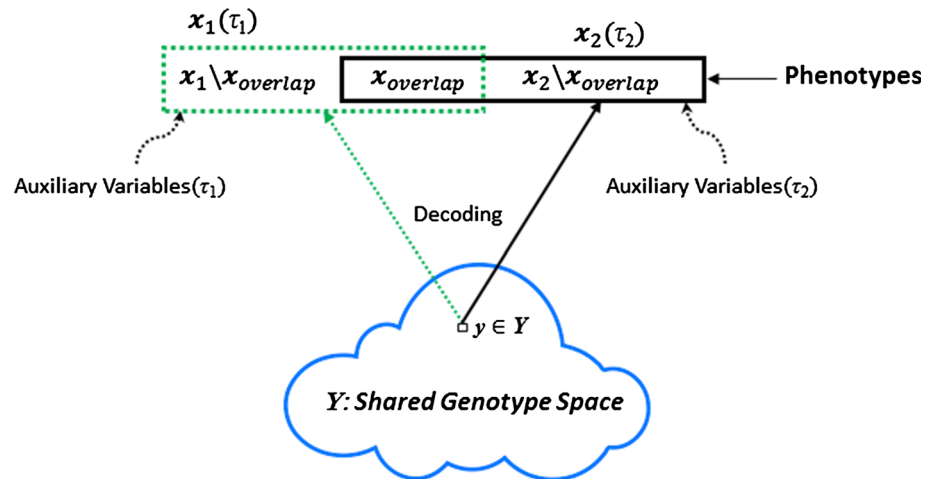 x₁(τ₁)
x₂(τ₂)
x₁\x_overlap
x_overlap
x₂\x_overlap
Phenotypes
Auxiliary Variables(τ₁)
Auxiliary Variables(τ₂)
Decoding
y ∈ Y
Y: Shared Genotype Space